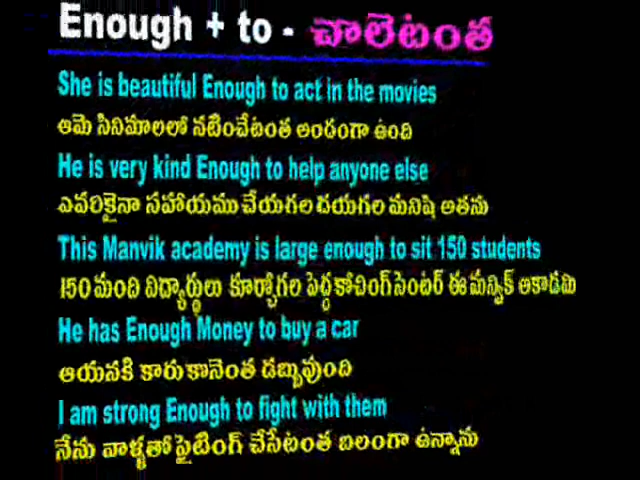 Enough + to - చాలెటంత
She is beautiful Enough to act in the movies
ఆమె సినిమాలలో నటించేటంత అందంగా ఉంది
He is very kind Enough to help anyone else
ఎవరికైనా సహాయము చేయగల దయగల మనిషి అతను
This Manvik academy is large enough to sit 150 students
150 మంది విద్యార్థులు కూర్చోగల పెద్ద కోచింగ్ సెంటర్ ఈ మన్విక్ అకాడమి
He has Enough Money to buy a car
ఆయనకి కారు కొనెంత డబ్బువుంది
I am strong Enough to fight with them
నేను వాళ్ళతో ఫైటింగ్ చేసేటంత బలంగా ఉన్నాను